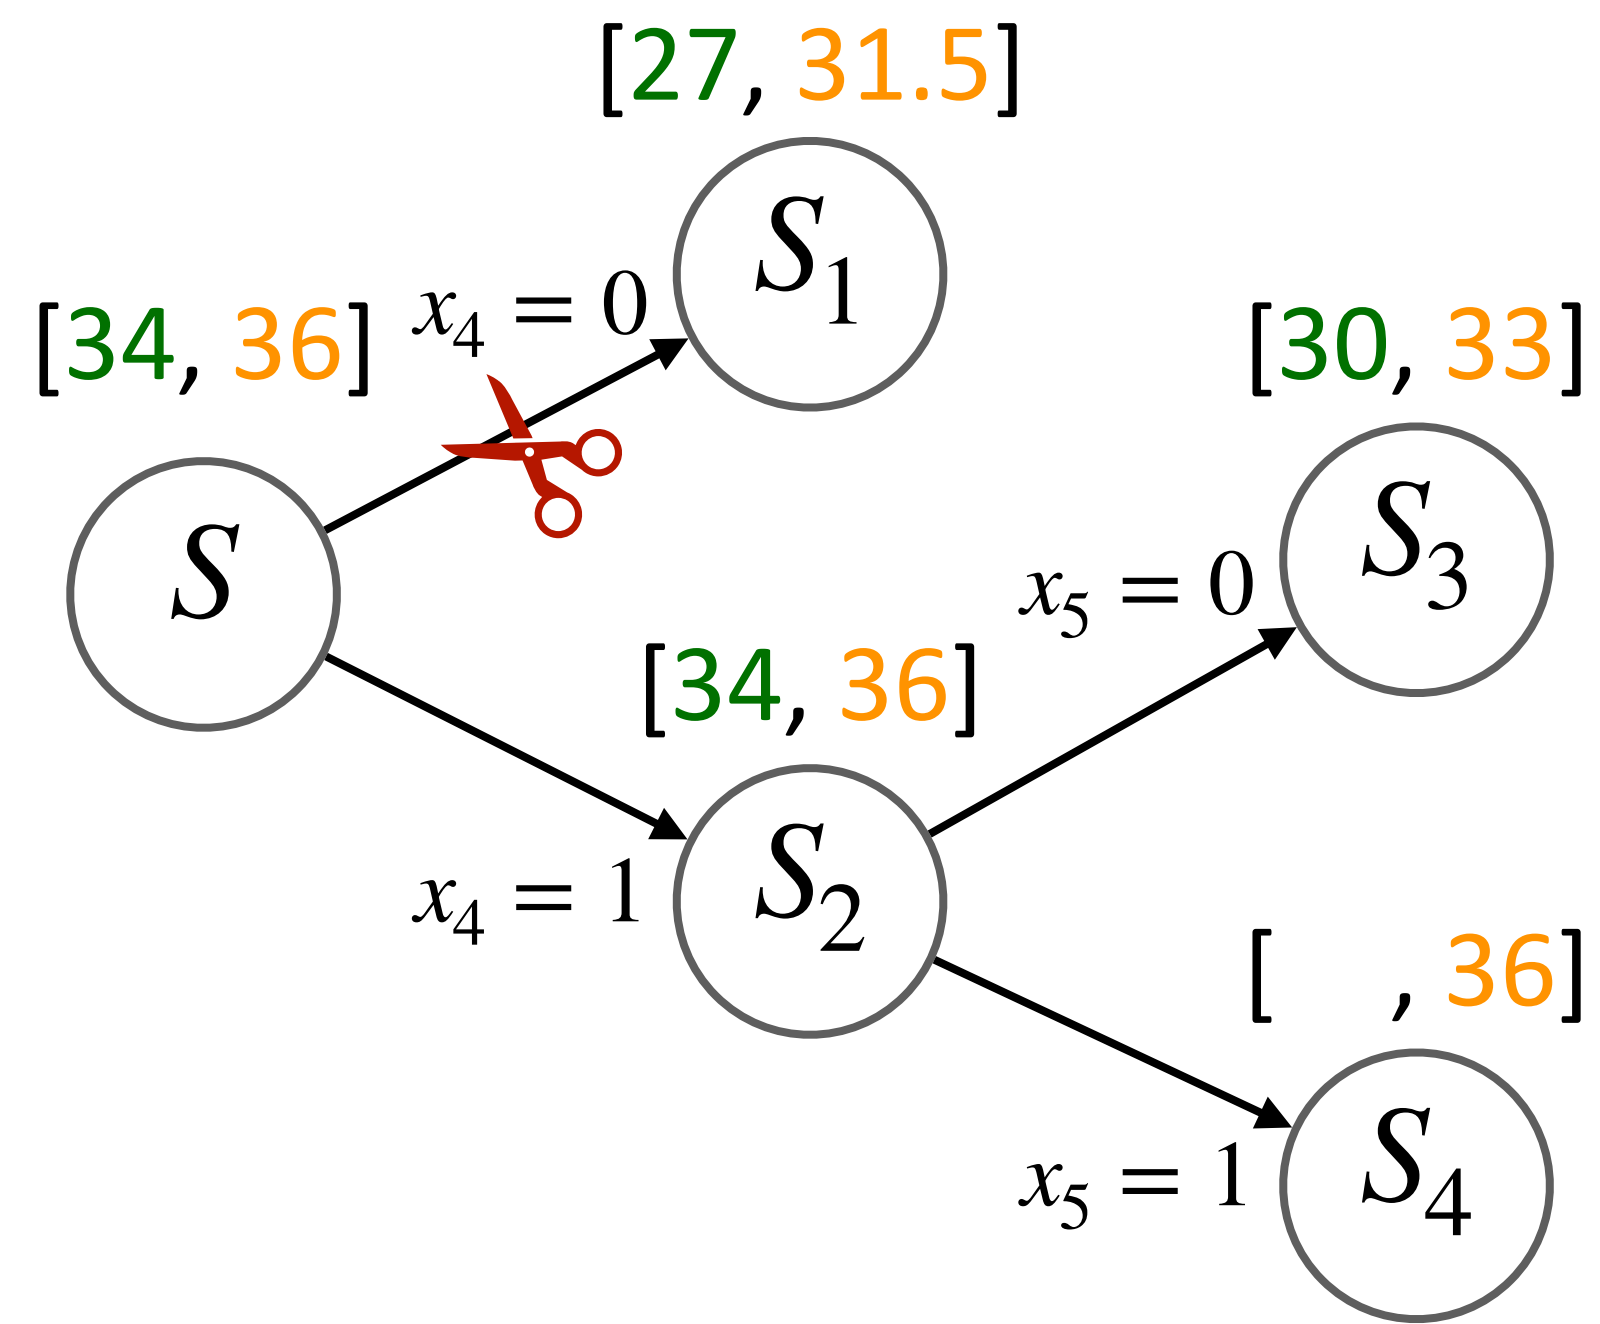 [27, 31.5]
S₁
x₄ = 0
[34, 36]
S
[30, 33]
S₃
x₅ = 0
[34, 36]
S₂
x₄ = 1
[ , 36]
S₄
x₅ = 1